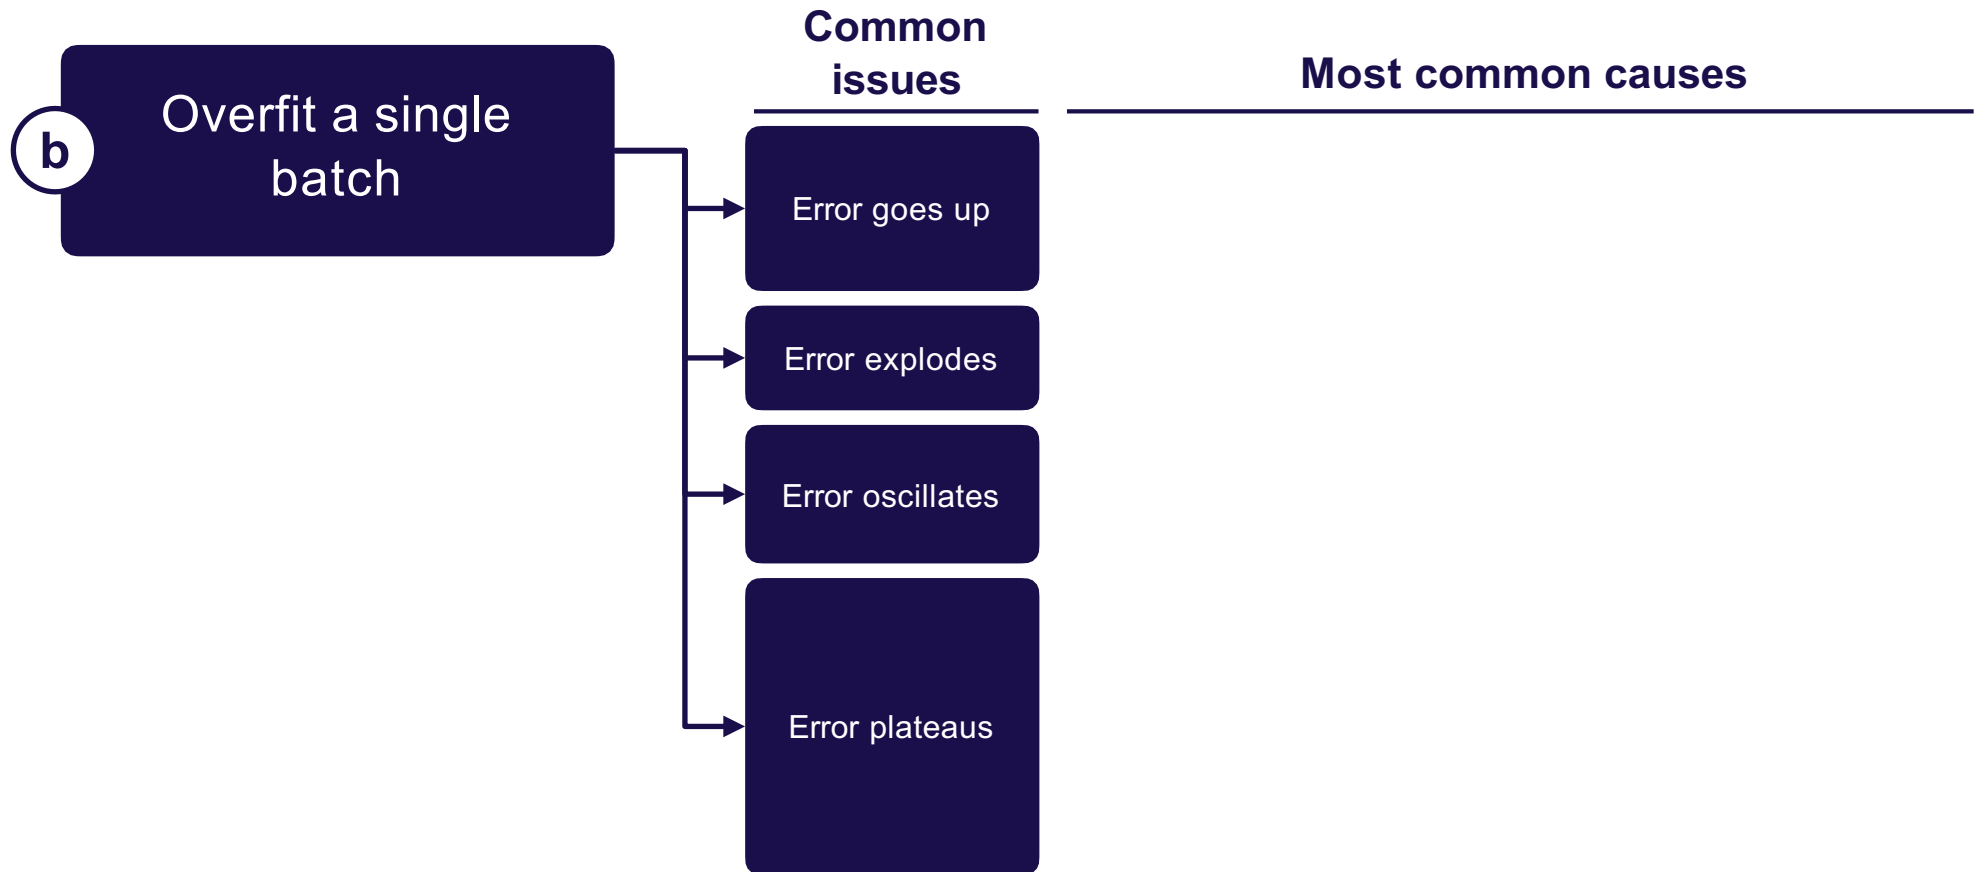 b
Overfit a single
batch
Common
issues
Most common causes
Error goes up
Error explodes
Error oscillates
Error plateaus